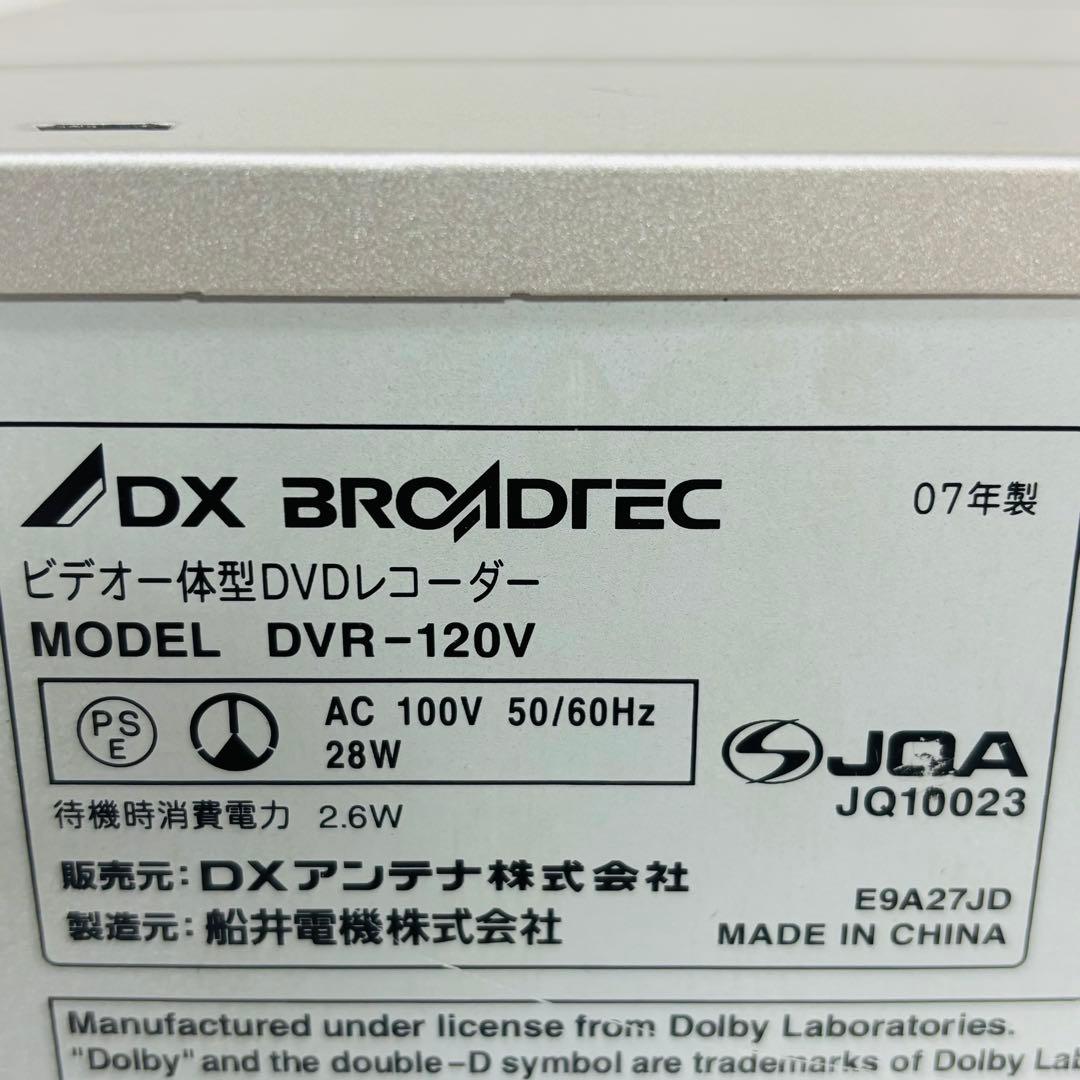 DX BROADTEC
07年製
ビデオ一体型DVDレコーダー
MODEL DVR-120V
PS
E
AC 100V 50/60Hz
28W
JQA
JQ10023
待機時消費電力 2.6W
販売元:DXアンテナ株式会社
製造元:船井電機株式会社
E9A27JD
MADE IN CHINA
Manufactured under license from Dolby Laboratories.
"Dolby" and the double-D symbol are trademarks of Dolby